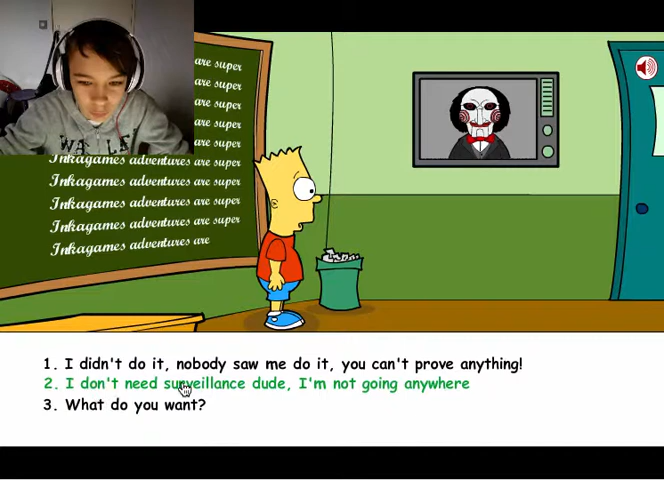 are super
are super
are super
are super
are super
Inkagames adventures are super
Inkagames adventures are super
Inkagames adventures are super
Inkagames adventures are super
Inkagames adventures are
1. I didn't do it, nobody saw me do it, you can't prove anything!
2. I don't need surveillance dude, I'm not going anywhere
3. What do you want?